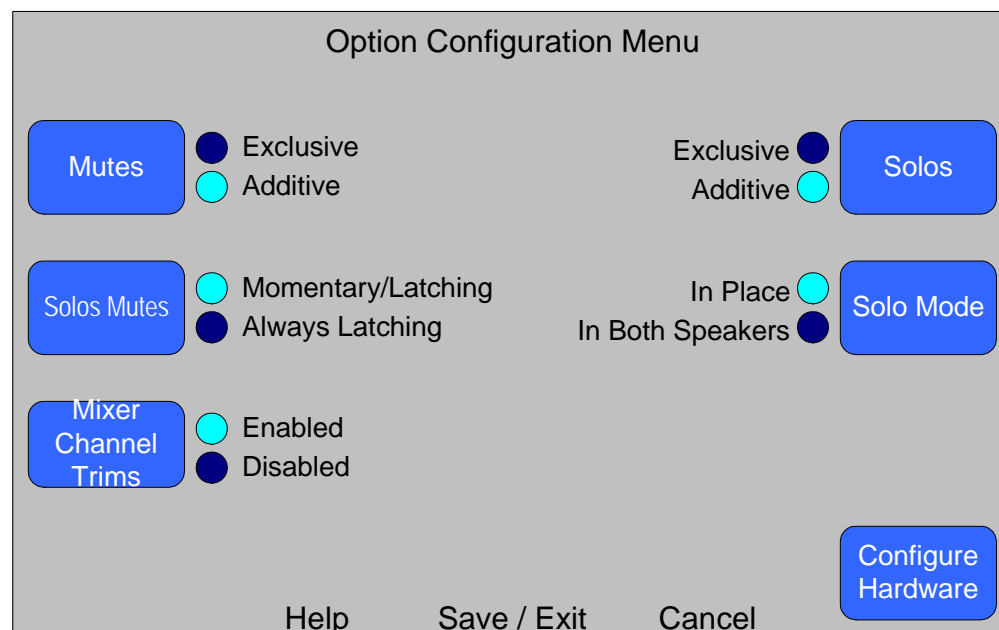 Option Configuration Menu
Mutes
Exclusive
Additive
Exclusive
Additive
Solos
Solos Mutes
Momentary/Latching
Always Latching
In Place
In Both Speakers
Solo Mode
Mixer
Channel
Trims
Enabled
Disabled
Configure
Hardware
Help
Save / Exit
Cancel